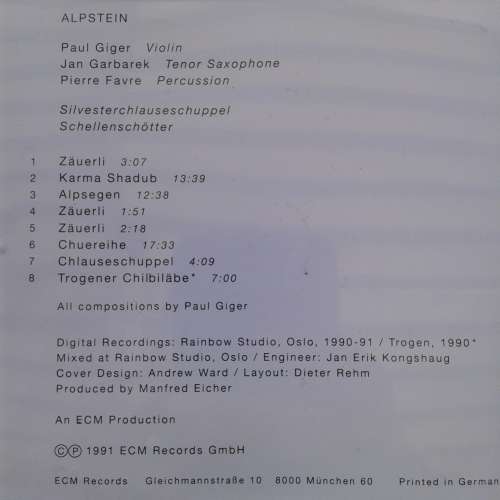 ALPSTEIN
Paul Giger Violin
Jan Garbarek Tenor Saxophone
Pierre Favre Percussion
Silvesterchlauseschuppel
Schellenschötter
1 Zäuerli 3:07
2 Karma Shadub 13:39
3 Alpsegen 12:38
4 Zäuerli 1:51
5 Zäuerli 2:18
6 Chuereihe 17:33
7 Chlauseschuppel 4:09
8 Trogener Chilbiläbe* 7:00
All compositions by Paul Giger
Digital Recordings: Rainbow Studio, Oslo, 1990-91 / Trogen, 1990*
Mixed at Rainbow Studio, Oslo / Engineer: Jan Erik Kongshaug
Cover Design: Andrew Ward / Layout: Dieter Rehm
Produced by Manfred Eicher
An ECM Production
©℗ 1991 ECM Records GmbH
ECM Records Gleichmannstraße 10 8000 München 60 Printed in German